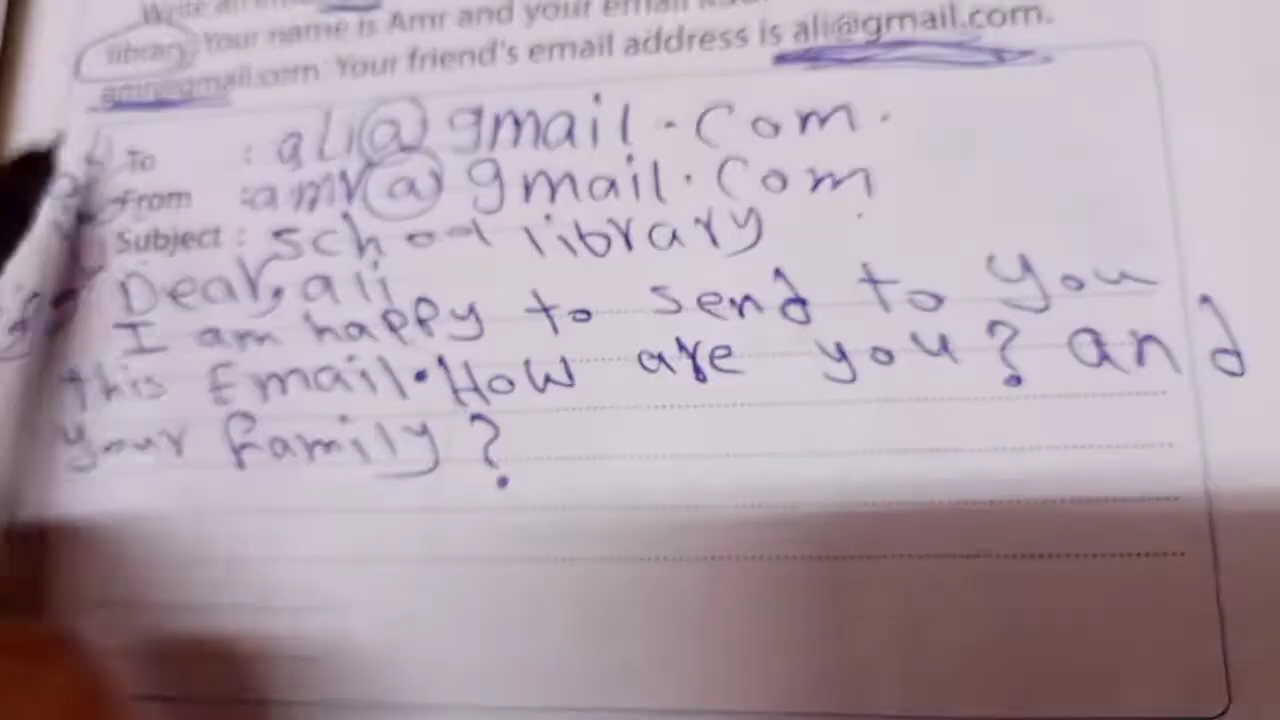 Write an
library. Your name is Amr and your email
amr@gmail.com. Your friend's email address is ali@gmail.com.
To : ali@gmail.com.
From :amr@gmail.com
Subject : school library
Dear, ali
I am happy to send to you
this Email. How are you? and
your family?